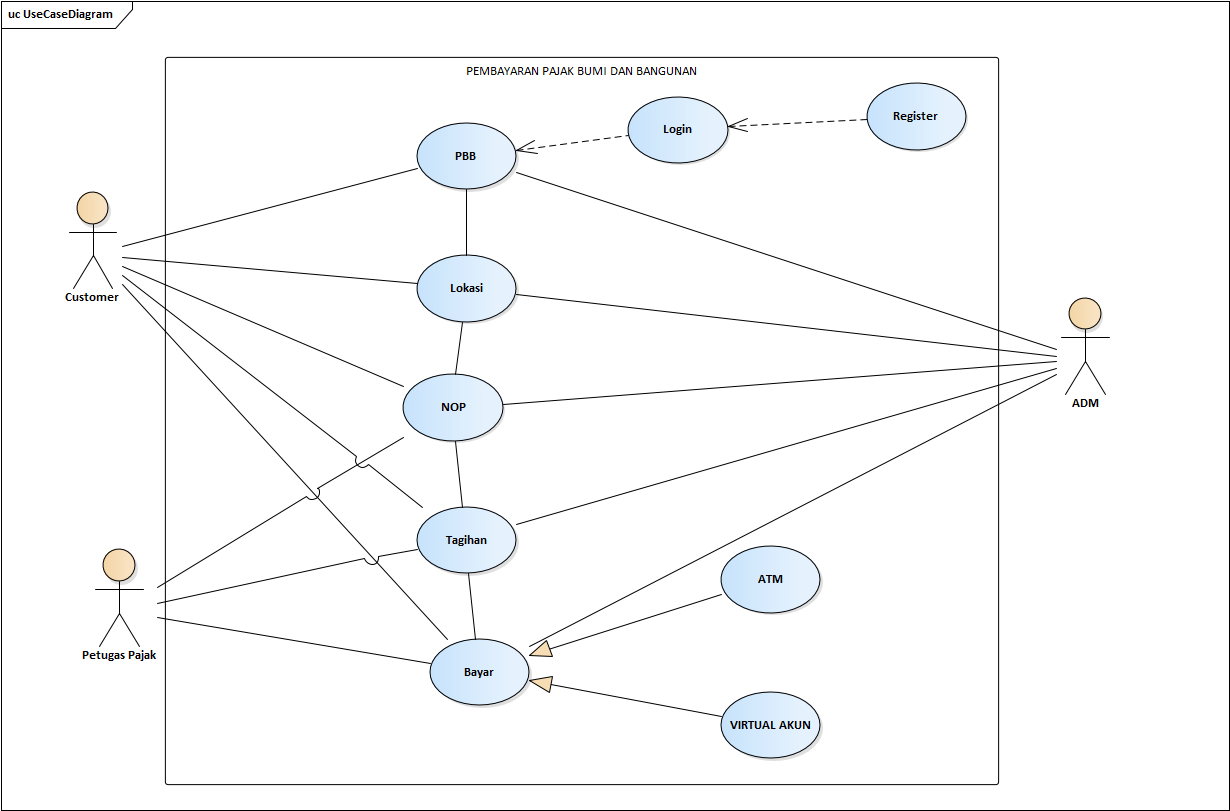 uc UseCaseDiagram
PEMBAYARAN PAJAK BUMI DAN BANGUNAN
Register
Login
PBB
Lokasi
Customer
NOP
ADM
Tagihan
ATM
Petugas Pajak
Bayar
VIRTUAL AKUN